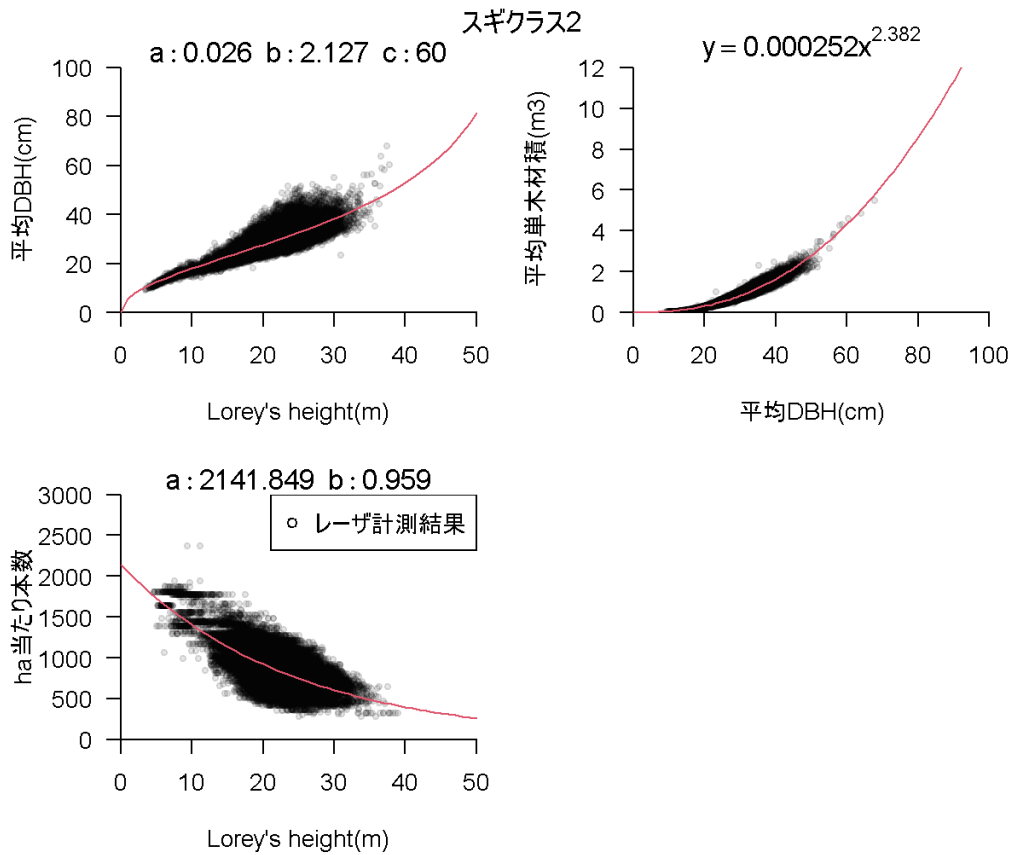 スギクラス2
a : 0.026 b : 2.127 c : 60
平均DBH(cm)
100
80
60
40
20
0
0 10 20 30 40 50
Lorey's height(m)
y = 0.000252x^2.382
平均単木材積(m3)
12
10
8
6
4
2
0
0 20 40 60 80 100
平均DBH(cm)
a : 2141.849 b : 0.959
ha当たり本数
3000
2500
2000
1500
1000
500
0
レーザ計測結果
0 10 20 30 40 50
Lorey's height(m)